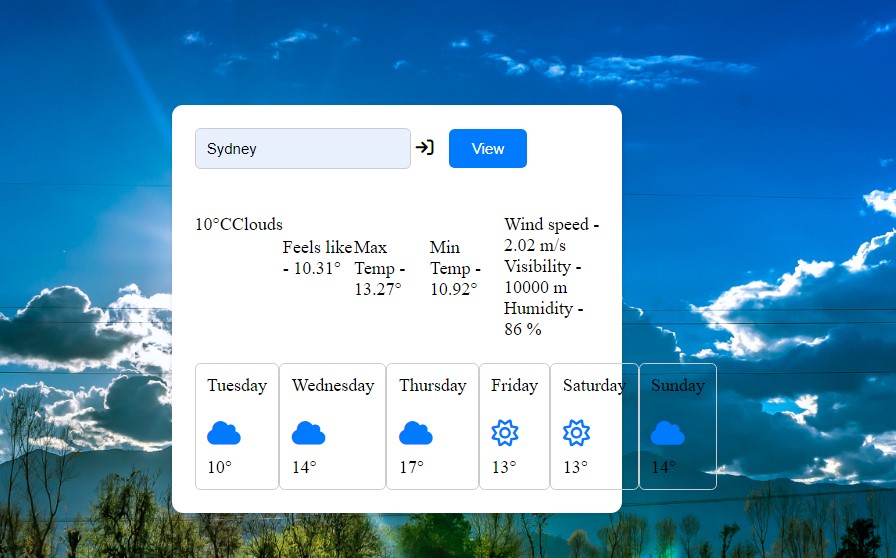 Sydney
View
10°CClouds
Feels like
- 10.31°
Max
Temp -
13.27°
Min
Temp -
10.92°
Wind speed -
2.02 m/s
Visibility -
10000 m
Humidity -
86 %
Tuesday
10°
Wednesday
14°
Thursday
17°
Friday
13°
Saturday
13°
Sunday
14°